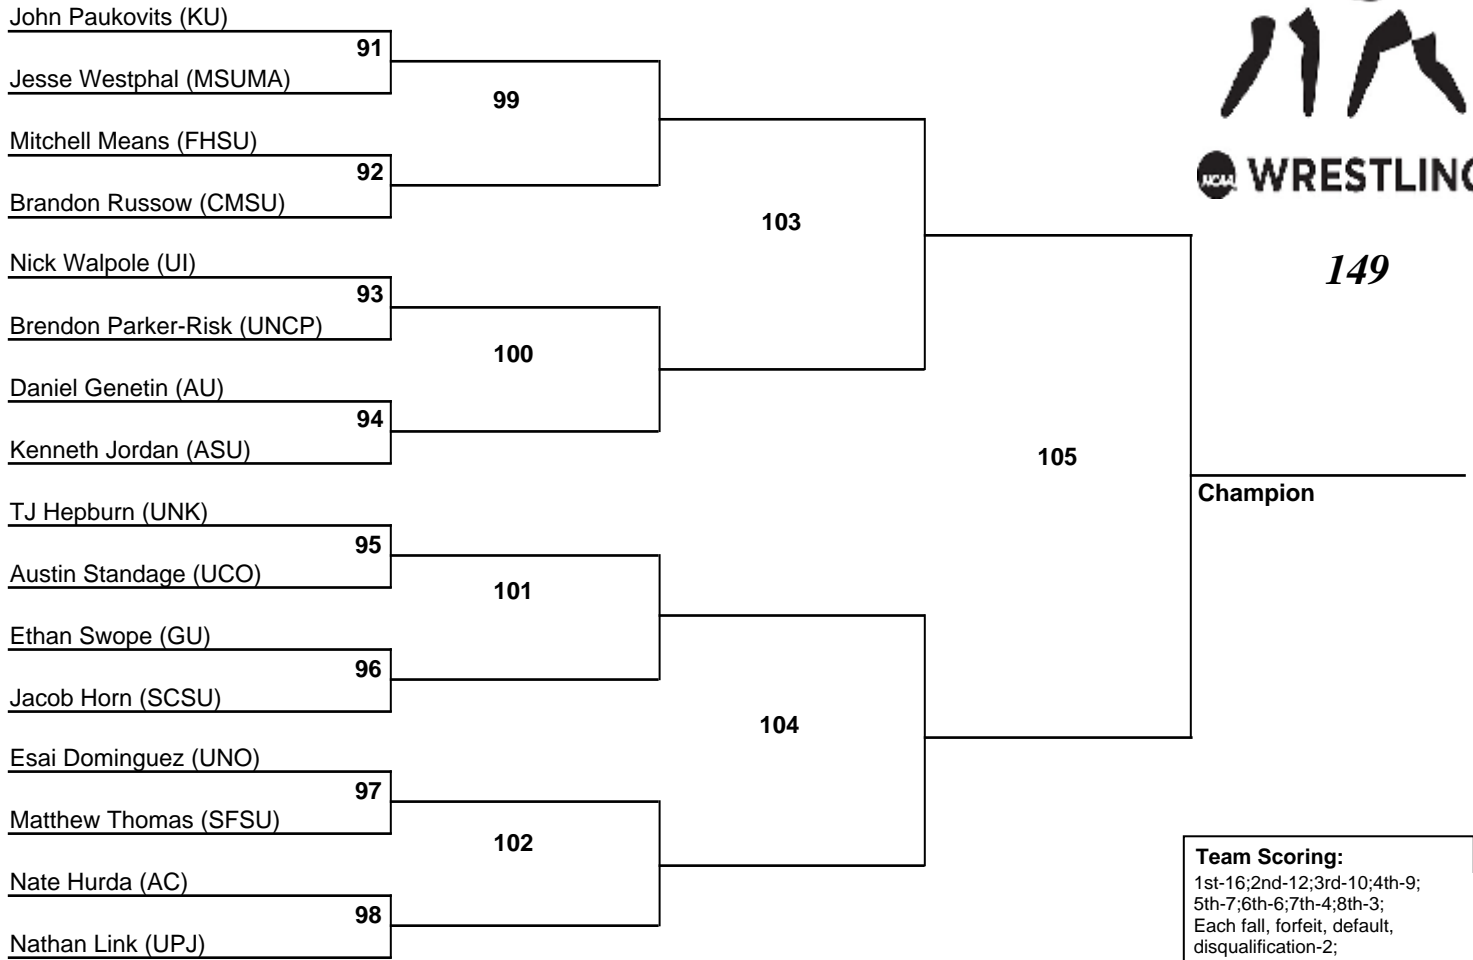 John Paukovits (KU)
91
Jesse Westphal (MSUMA)
99
Mitchell Means (FHSU)
92
Brandon Russow (CMSU)
103
Nick Walpole (UI)
93
Brendon Parker-Risk (UNCP)
100
Daniel Genetin (AU)
94
Kenneth Jordan (ASU)
105
TJ Hepburn (UNK)
95
Austin Standage (UCO)
101
Ethan Swope (GU)
96
Jacob Horn (SCSU)
104
Esai Dominguez (UNO)
97
Matthew Thomas (SFSU)
102
Nate Hurda (AC)
98
Nathan Link (UPJ)
NCAA WRESTLING
149
Champion
Team Scoring:
1st-16;2nd-12;3rd-10;4th-9;
5th-7;6th-6;7th-4;8th-3;
Each fall, forfeit, default,
disqualification-2;